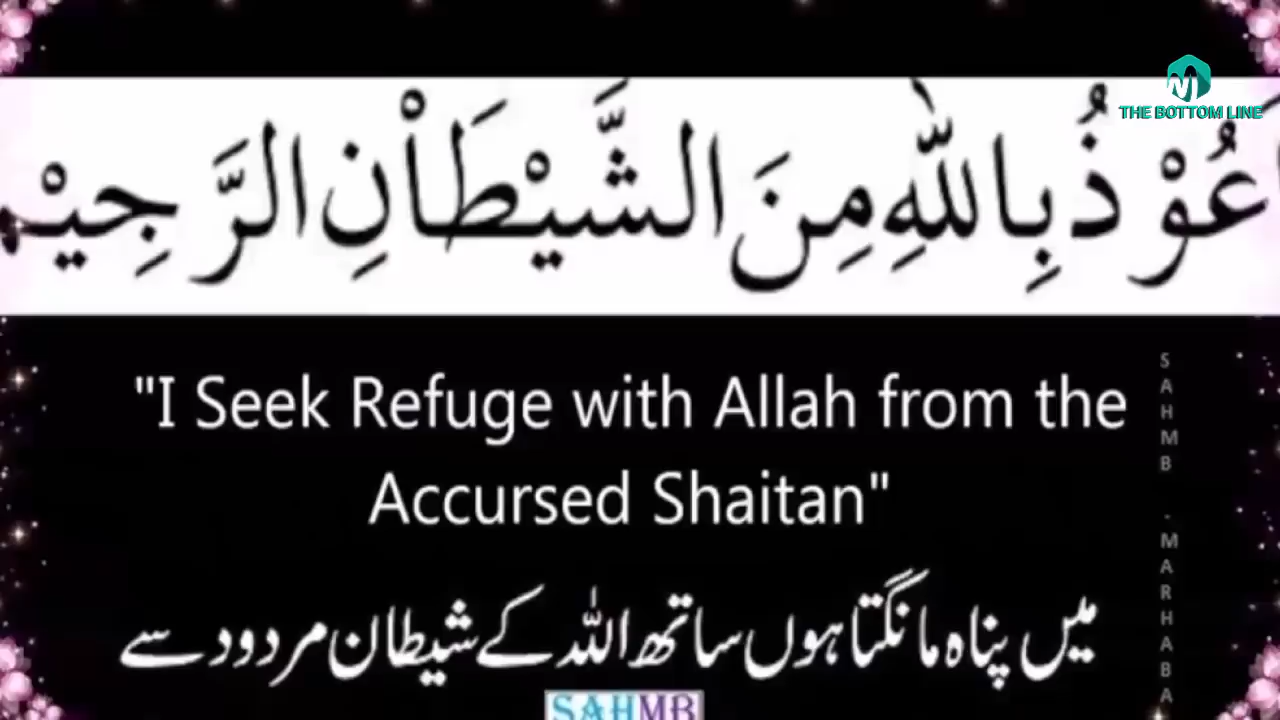 THE BOTTOM LINE
عُوْذُ بِاللّٰهِ مِنَ الشَّيْطَاْنِ الرَّجِيْم
"I Seek Refuge with Allah from the
Accursed Shaitan"
میں پناہ مانگتا ہوں ساتھ اللہ کے شیطان مردود سے
SAHMB - MARHABA
SAHMB